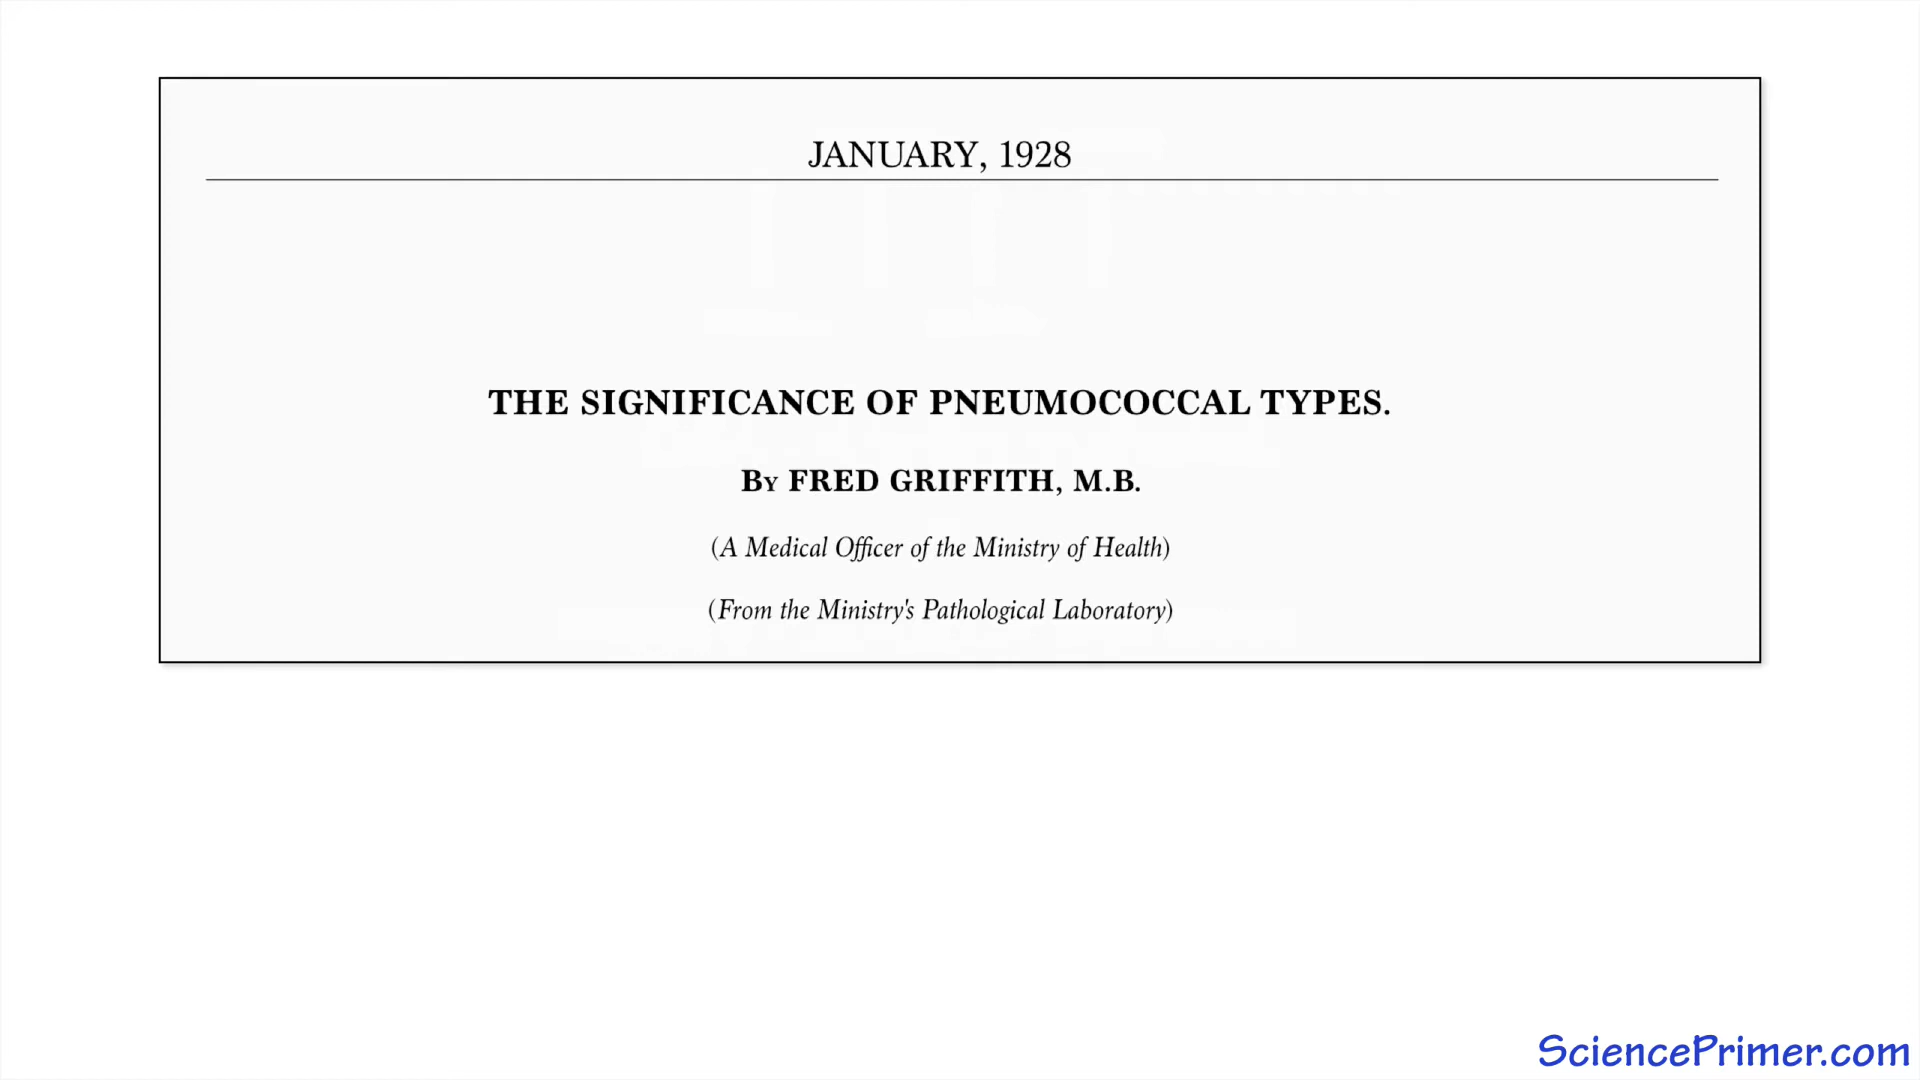 JANUARY, 1928
THE SIGNIFICANCE OF PNEUMOCOCCAL TYPES.
By FRED GRIFFITH, M.B.
(A Medical Officer of the Ministry of Health)
(From the Ministry's Pathological Laboratory)
SciencePrimer.com